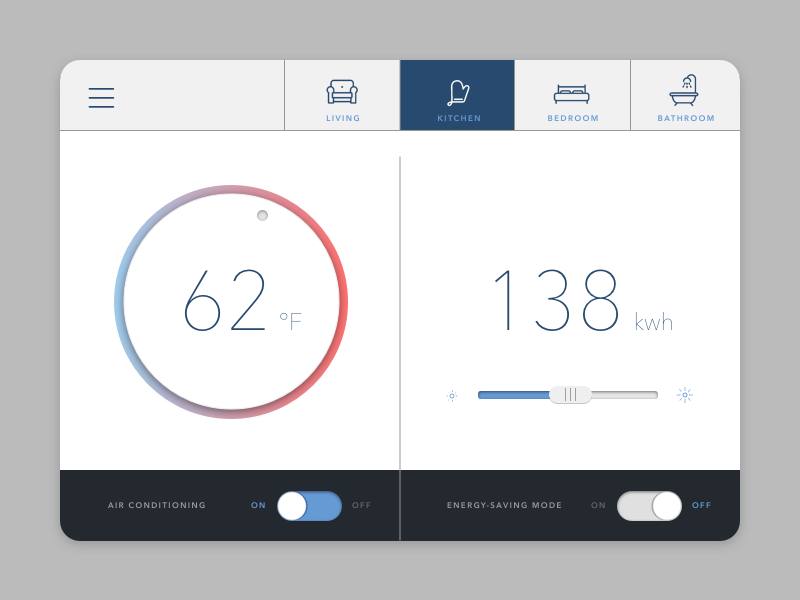 LIVING
KITCHEN
BEDROOM
BATHROOM
62 °F
138 kwh
AIR CONDITIONING ON OFF
ENERGY-SAVING MODE ON OFF